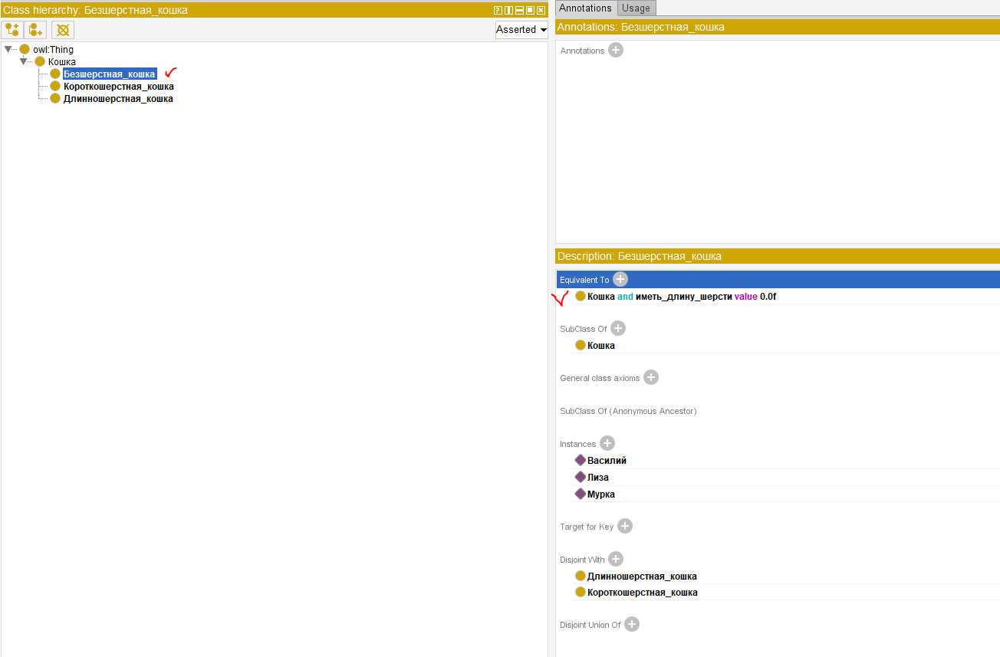 Class hierarchy: Безшерстная_кошка
Asserted
owl:Thing
Кошка
Безшерстная_кошка
Короткошерстная_кошка
Длинношерстная_кошка
Annotations Usage
Annotations: Безшерстная_кошка
Annotations
Description: Безшерстная_кошка
Equivalent To
Кошка and иметь_длину_шерсти value 0.0f
SubClass Of
Кошка
General class axioms
SubClass Of (Anonymous Ancestor)
Instances
Василий
Лиза
Мурка
Target for Key
Disjoint With
Длинношерстная_кошка
Короткошерстная_кошка
Disjoint Union Of